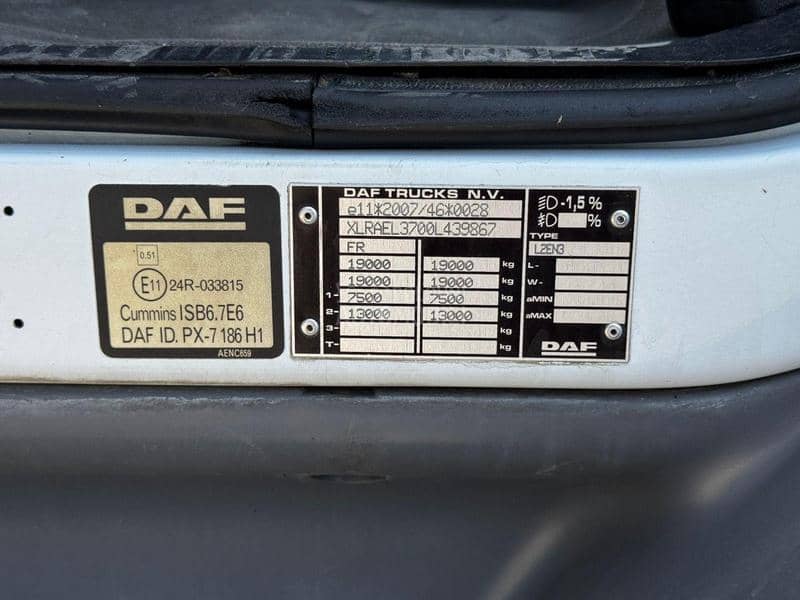 DAF
0.51
E11 24R-033815
Cummins ISB6.7E6
DAF ID. PX-7 186 H1
AENC659
DAF TRUCKS N.V.
e11*2007/46*0028
XLRAEL3700L439867
FR
19000 19000 kg
19000 19000 kg
1- 7500 7500 kg
2- 13000 13000 kg
3- kg
T- kg
-1,5 %
%
TYPE
L2EN3
L-
W-
aMIN
aMAX
DAF